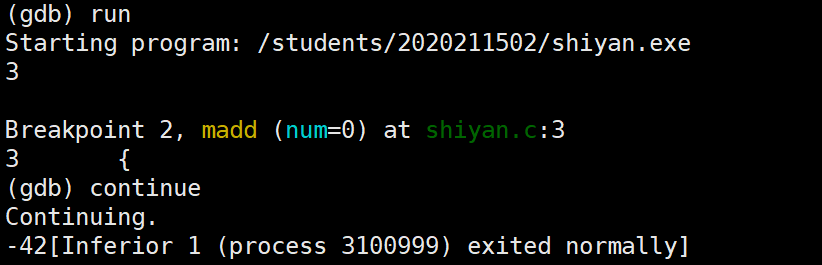 (gdb) run
Starting program: /students/2020211502/shiyan.exe
3
Breakpoint 2, madd (num=0) at shiyan.c:3
3       {
(gdb) continue
Continuing.
-42[Inferior 1 (process 3100999) exited normally]